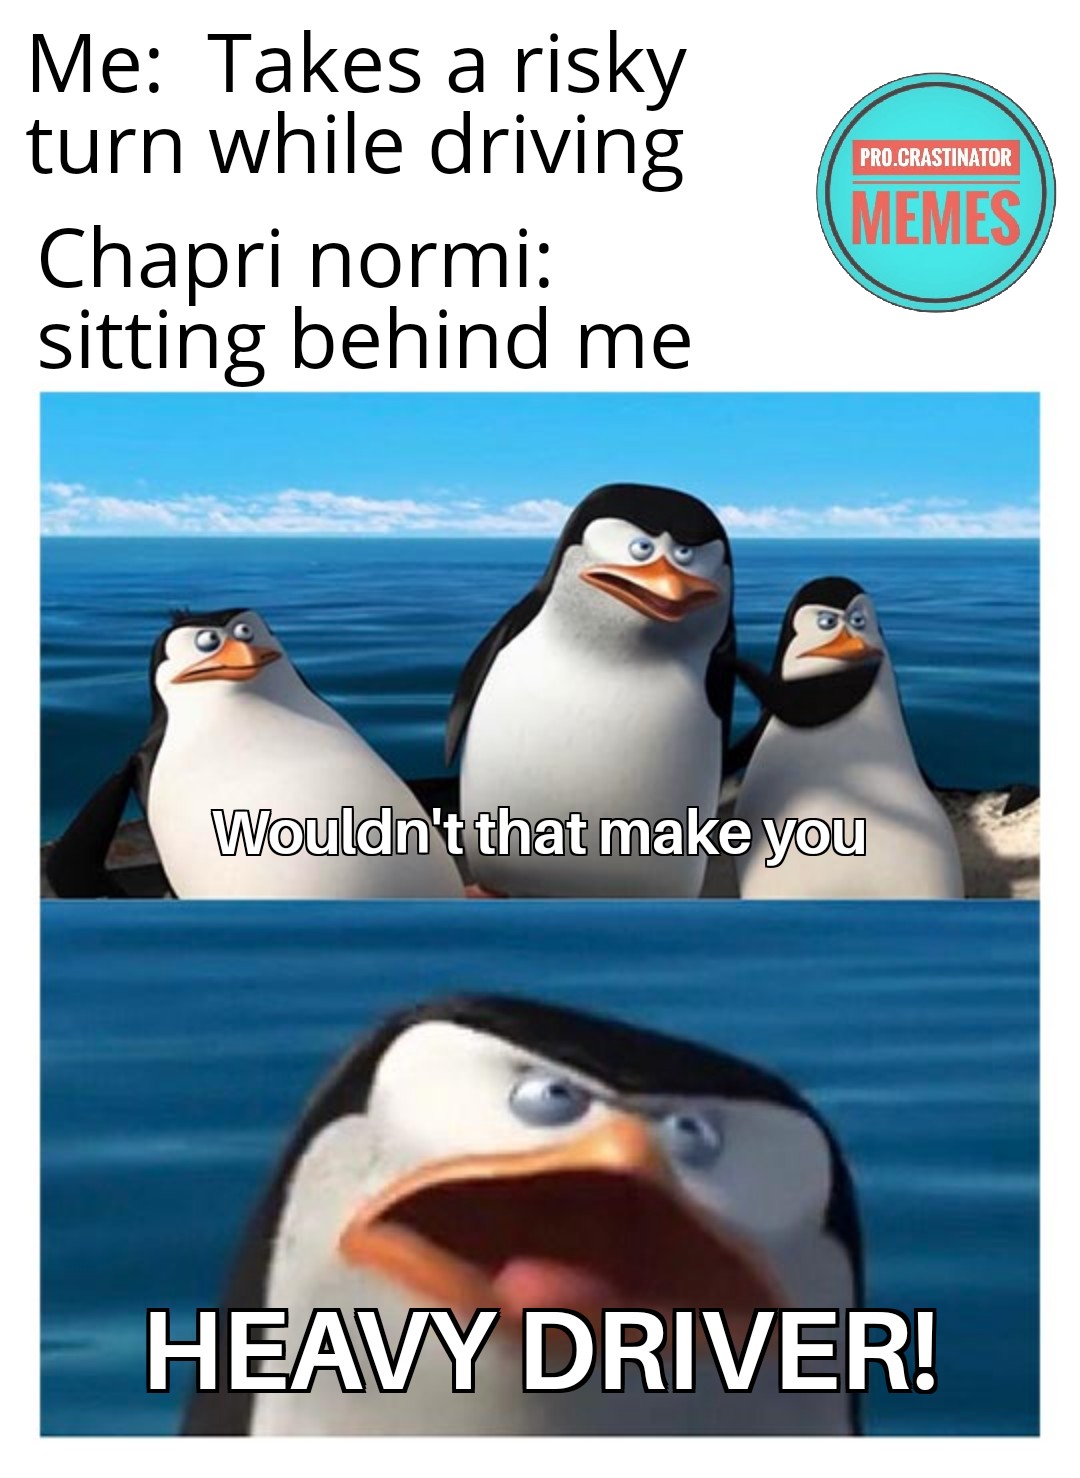 Me:  Takes a risky
turn while driving
PRO.CRASTINATOR
MEMES
Chapri normi:
sitting behind me
Wouldn't that make you
HEAVY DRIVER!